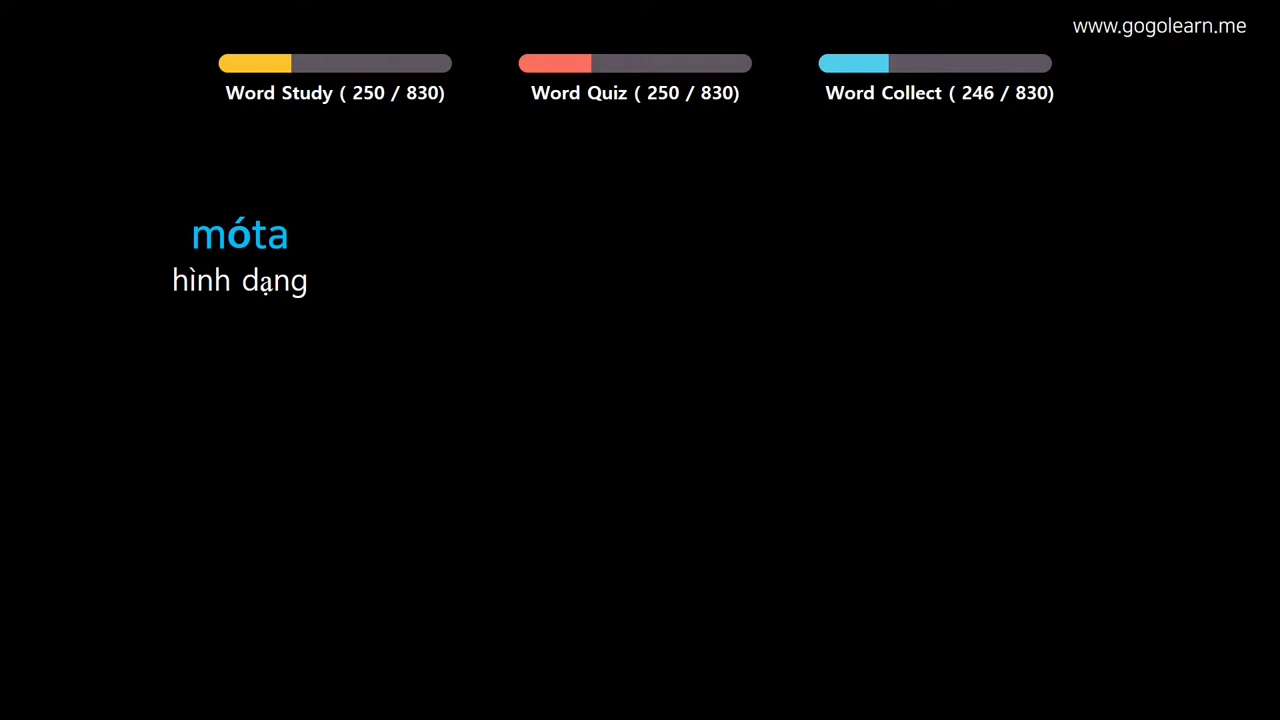 www.gogolearn.me
Word Study ( 250 / 830)
Word Quiz ( 250 / 830)
Word Collect ( 246 / 830)
móta
hình dạng